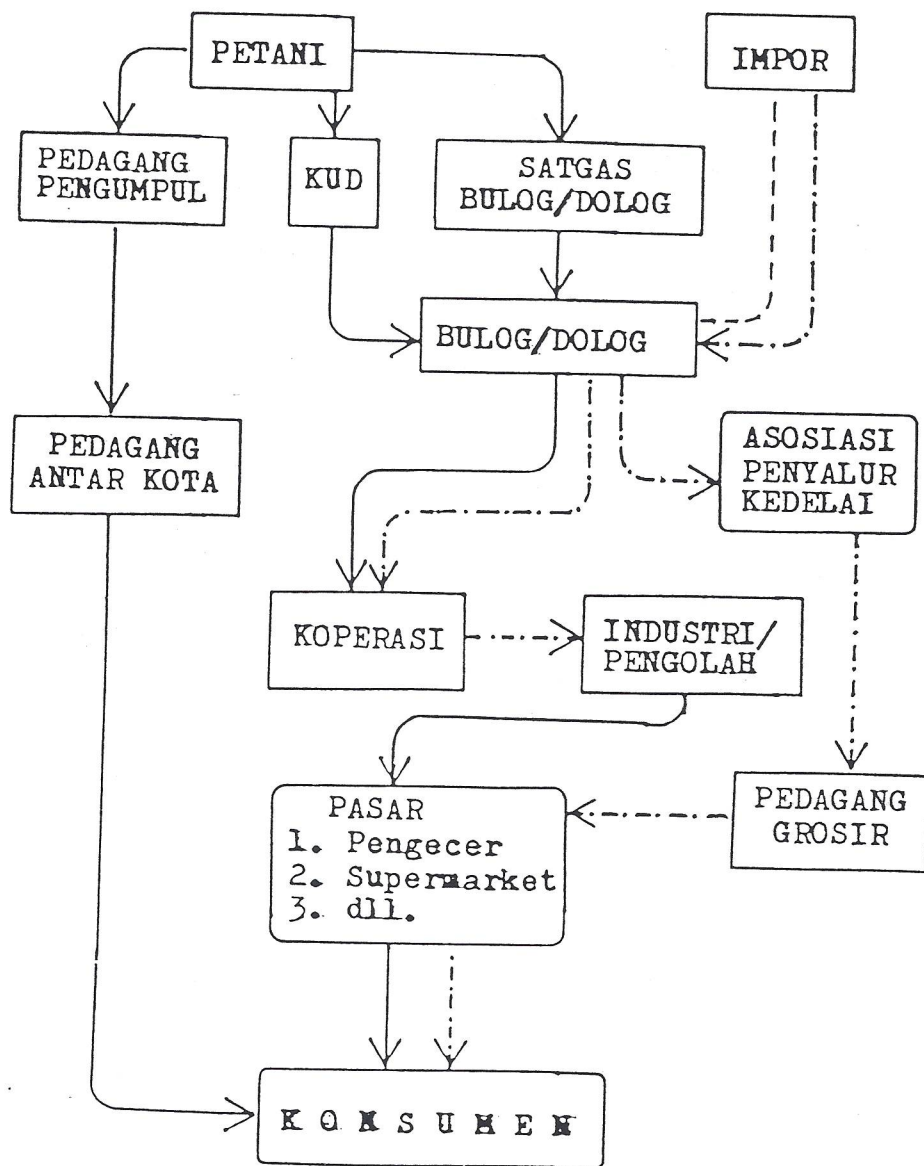 PETANI
IMPOR
PEDAGANG
PENGUMPUL
KUD
SATGAS
BULOG/DOLOG
BULOG/DOLOG
PEDAGANG
ANTAR KOTA
ASOSIASI
PENYALUR
KEDELAI
KOPERASI
INDUSTRI/
PENGOLAH
PASAR
1. Pengecer
2. Supermarket
3. dll.
PEDAGANG
GROSIR
K O N S U M E N